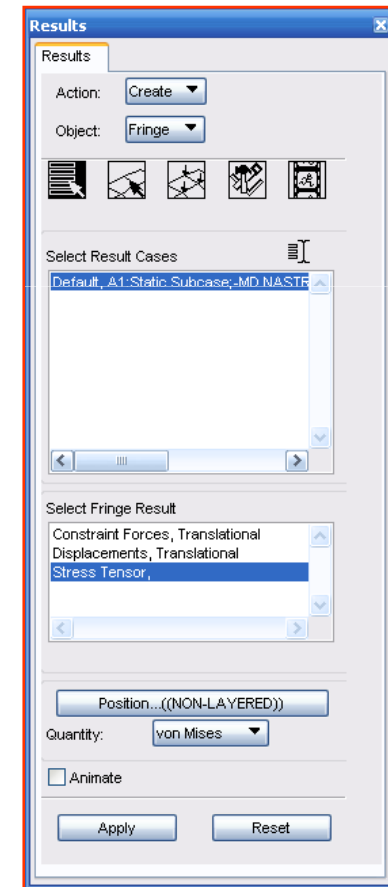 Results
Results
Action: Create
Object: Fringe
Select Result Cases
Default, A1:Static Subcase;-MD NASTR
Select Fringe Result
Constraint Forces, Translational
Displacements, Translational
Stress Tensor,
Position...((NON-LAYERED))
Quantity: von Mises
Animate
Apply Reset